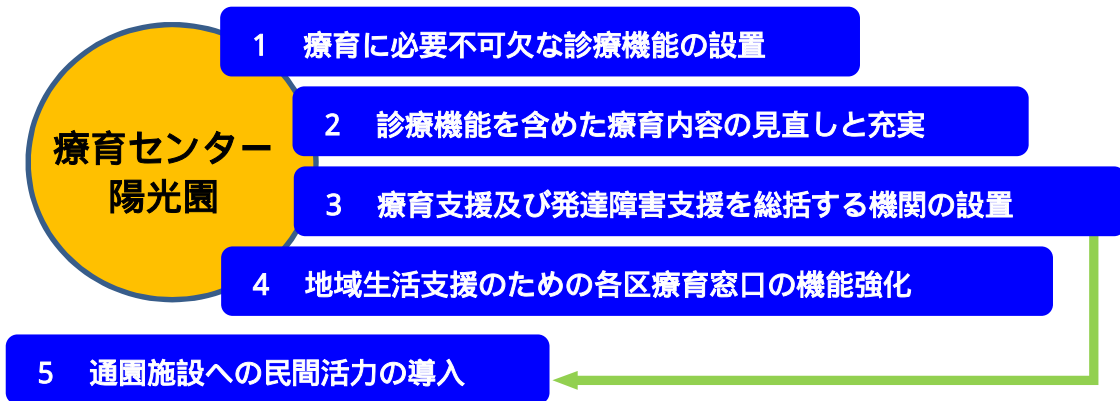 療育センター
陽光園
1 療育に必要不可欠な診療機能の設置
2 診療機能を含めた療育内容の見直しと充実
3 療育支援及び発達障害支援を総括する機関の設置
4 地域生活支援のための各区療育窓口の機能強化
5 通園施設への民間活力の導入